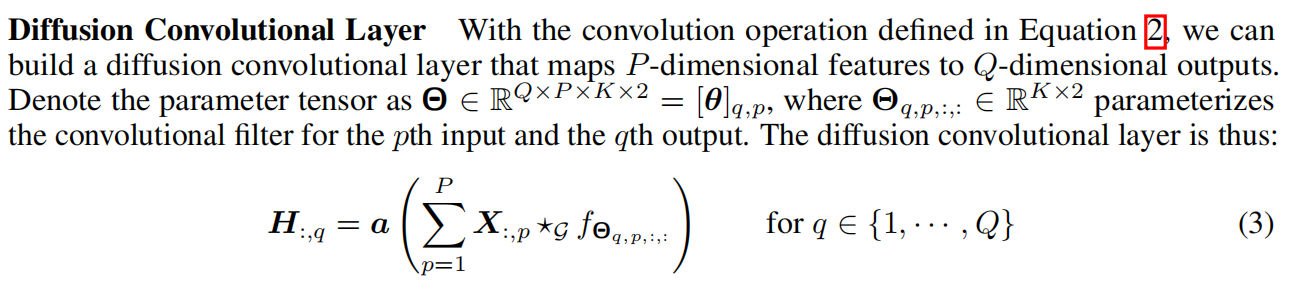 Diffusion Convolutional Layer With the convolution operation defined in Equation 2, we can
build a diffusion convolutional layer that maps P-dimensional features to Q-dimensional outputs.
Denote the parameter tensor as Θ ∈ ℝ^{Q×P×K×2} = [θ]_{q,p}, where Θ_{q,p,:,:} ∈ ℝ^{K×2} parameterizes
the convolutional filter for the pth input and the qth output. The diffusion convolutional layer is thus:
H_{:,q} = a ( ∑_{p=1}^{P} X_{:,p} ⋆_𝒢 f_{Θ_{q,p,:,:}} ) for q ∈ {1, ⋯ , Q} (3)